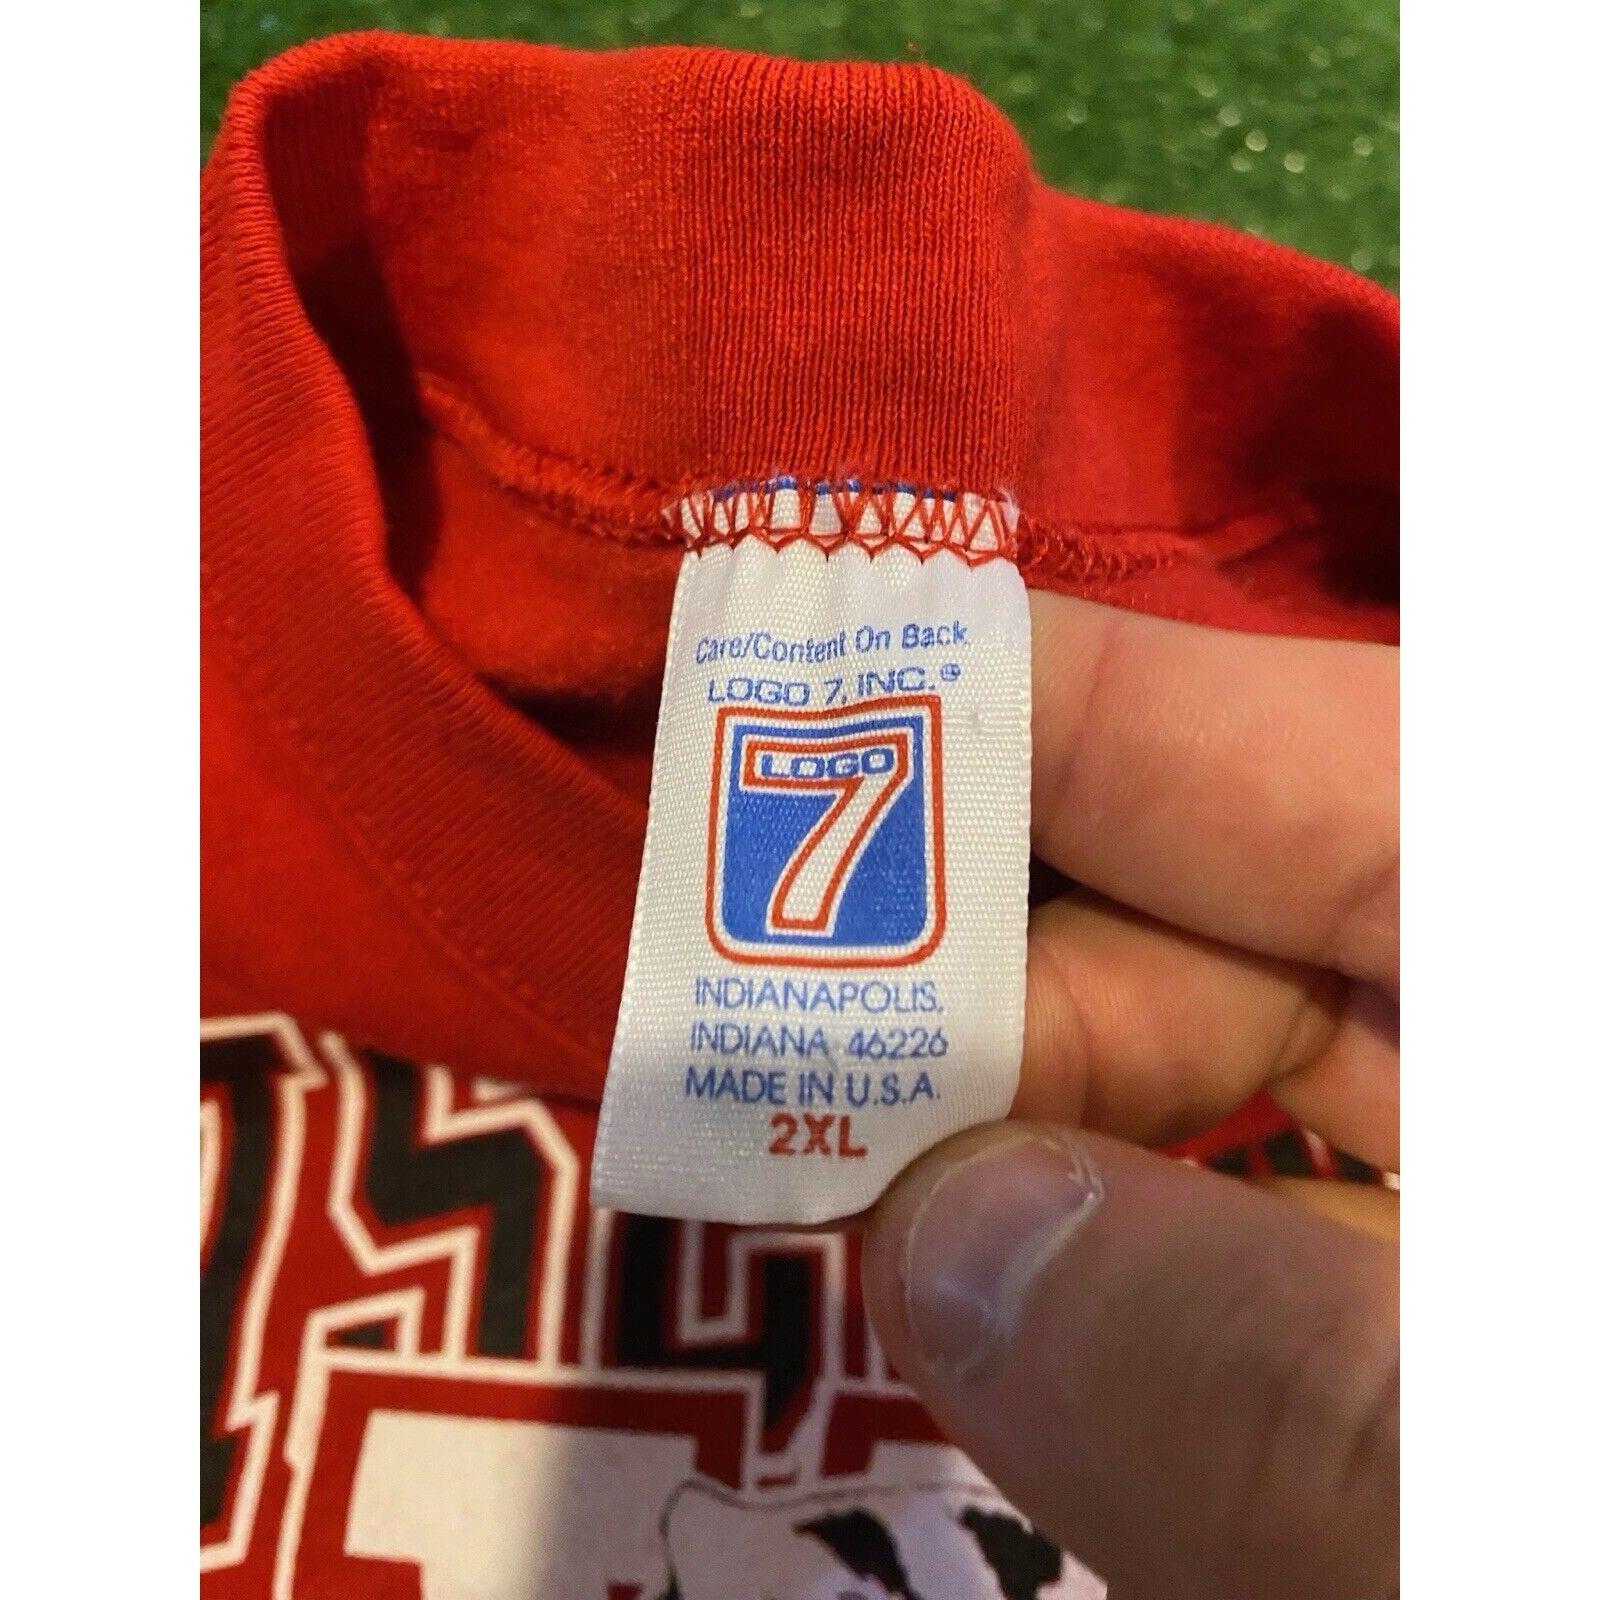 Care/Content On Back
LOGO 7, INC.®
LOGO
7
INDIANAPOLIS,
INDIANA 46226
MADE IN U.S.A.
2XL